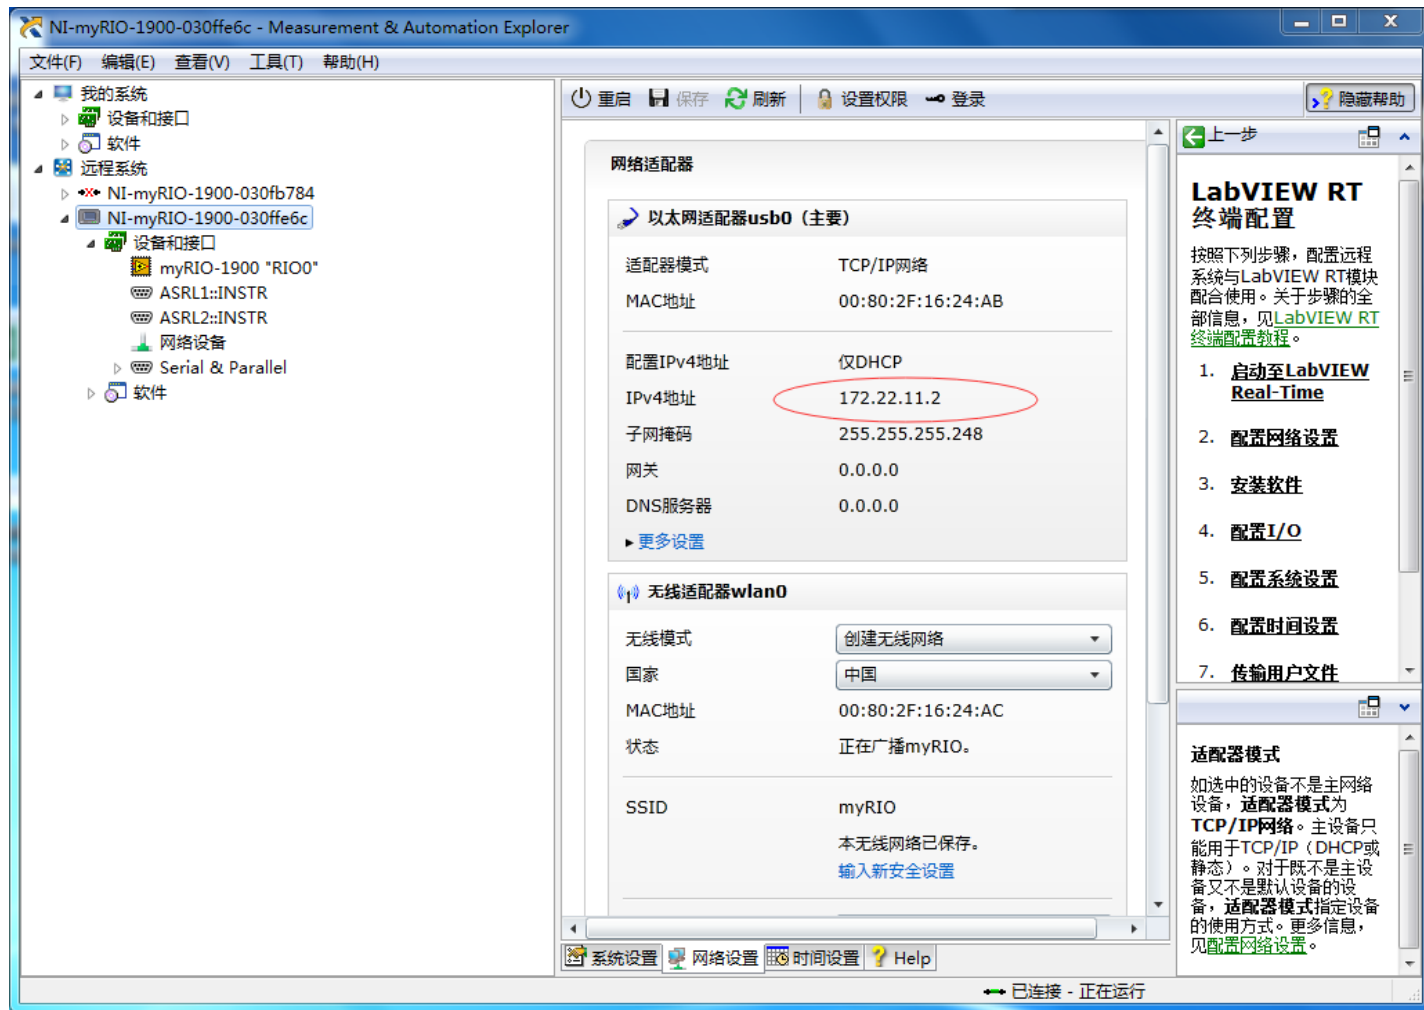 NI-myRIO-1900-030ffe6c - Measurement & Automation Explorer
文件(F) 编辑(E) 查看(V) 工具(T) 帮助(H)
我的系统
设备和接口
软件
远程系统
NI-myRIO-1900-030fb784
NI-myRIO-1900-030ffe6c
设备和接口
myRIO-1900 "RIO0"
ASRL1::INSTR
ASRL2::INSTR
网络设备
Serial & Parallel
软件
重启 保存 刷新 设置权限 登录 隐藏帮助
网络适配器
以太网适配器usb0（主要）
适配器模式 TCP/IP网络
MAC地址 00:80:2F:16:24:AB
配置IPv4地址 仅DHCP
IPv4地址 172.22.11.2
子网掩码 255.255.255.248
网关 0.0.0.0
DNS服务器 0.0.0.0
更多设置
无线适配器wlan0
无线模式 创建无线网络
国家 中国
MAC地址 00:80:2F:16:24:AC
状态 正在广播myRIO。
SSID myRIO
本无线网络已保存。
输入新安全设置
系统设置 网络设置 时间设置 Help
上一步
LabVIEW RT
终端配置
按照下列步骤，配置远程
系统与LabVIEW RT模块
配合使用。关于步骤的全
部信息，见LabVIEW RT
终端配置教程。
1. 启动至LabVIEW
Real-Time
2. 配置网络设置
3. 安装软件
4. 配置I/O
5. 配置系统设置
6. 配置时间设置
7. 传输用户文件
适配器模式
如选中的设备不是主网络
设备，适配器模式为
TCP/IP网络。主设备只
能用于TCP/IP（DHCP或
静态）。对于既不是主设
备又不是默认设备的设
备，适配器模式指定设备
的使用方式。更多信息，
见配置网络设置。
已连接 - 正在运行